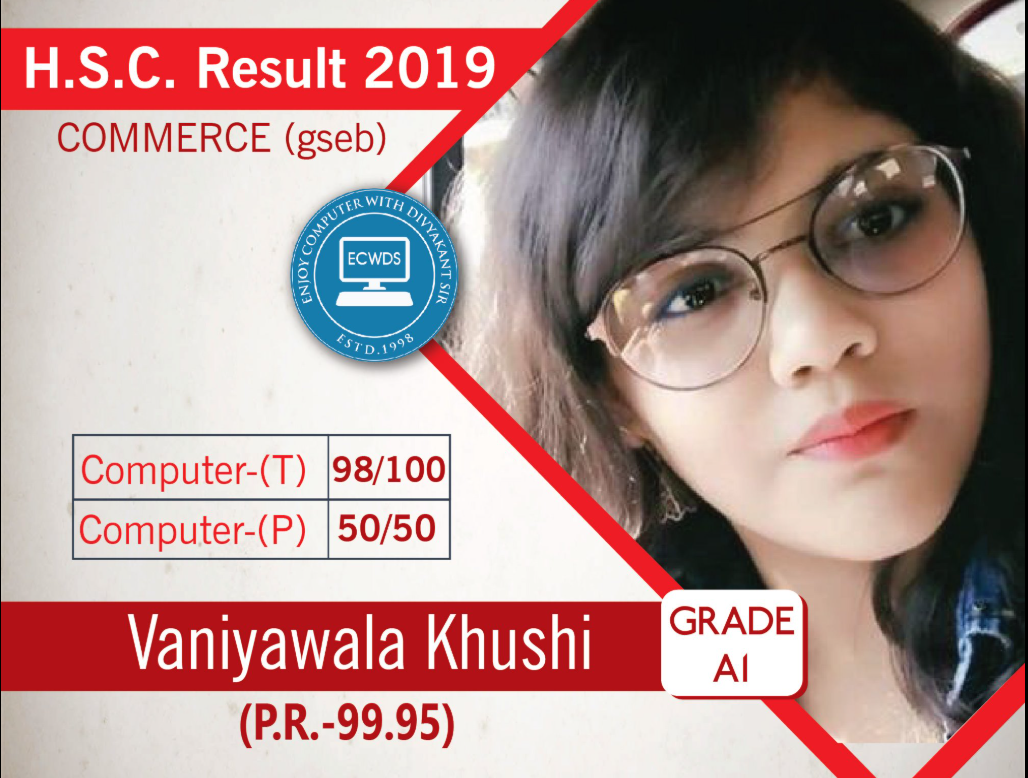 H.S.C. Result 2019
COMMERCE (gseb)
ENJOY COMPUTER WITH DIVYAKANT SIR
ECWDS
ESTD.1998
Computer-(T) 98/100
Computer-(P) 50/50
Vaniyawala Khushi
GRADE
A1
(P.R.-99.95)